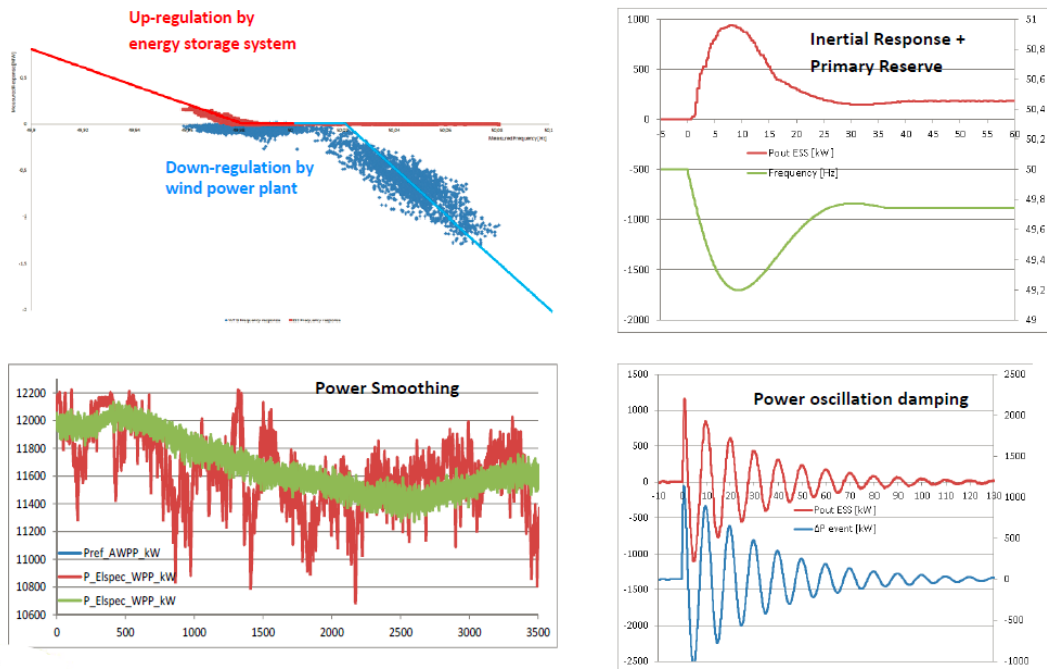 Up-regulation by
energy storage system
Down-regulation by
wind power plant
Inertial Response +
Primary Reserve
1000
500
0
-500
-1000
-1500
-2000
-5 0 5 10 15 20 25 30 35 40 45 50 55 60
51
50,8
50,6
50,4
50,2
50
49,8
49,6
49,4
49,2
49
Pout ESS [kW]
Frequency [Hz]
Power Smoothing
12200
12000
11800
11600
11400
11200
11000
10800
10600
0 500 1000 1500 2000 2500 3000 3500
Pref_AWPP_kW
P_Elspec_WPP_kW
P_Elspec_WPP_kW
Power oscillation damping
1500
1000
500
0
-500
-1000
-1500
-2000
-2500
-10 0 10 20 30 40 50 60 70 80 90 100 110 120 130
2500
2000
1500
1000
500
0
-500
-1000
Pout ESS [kW]
ΔP event [kW]